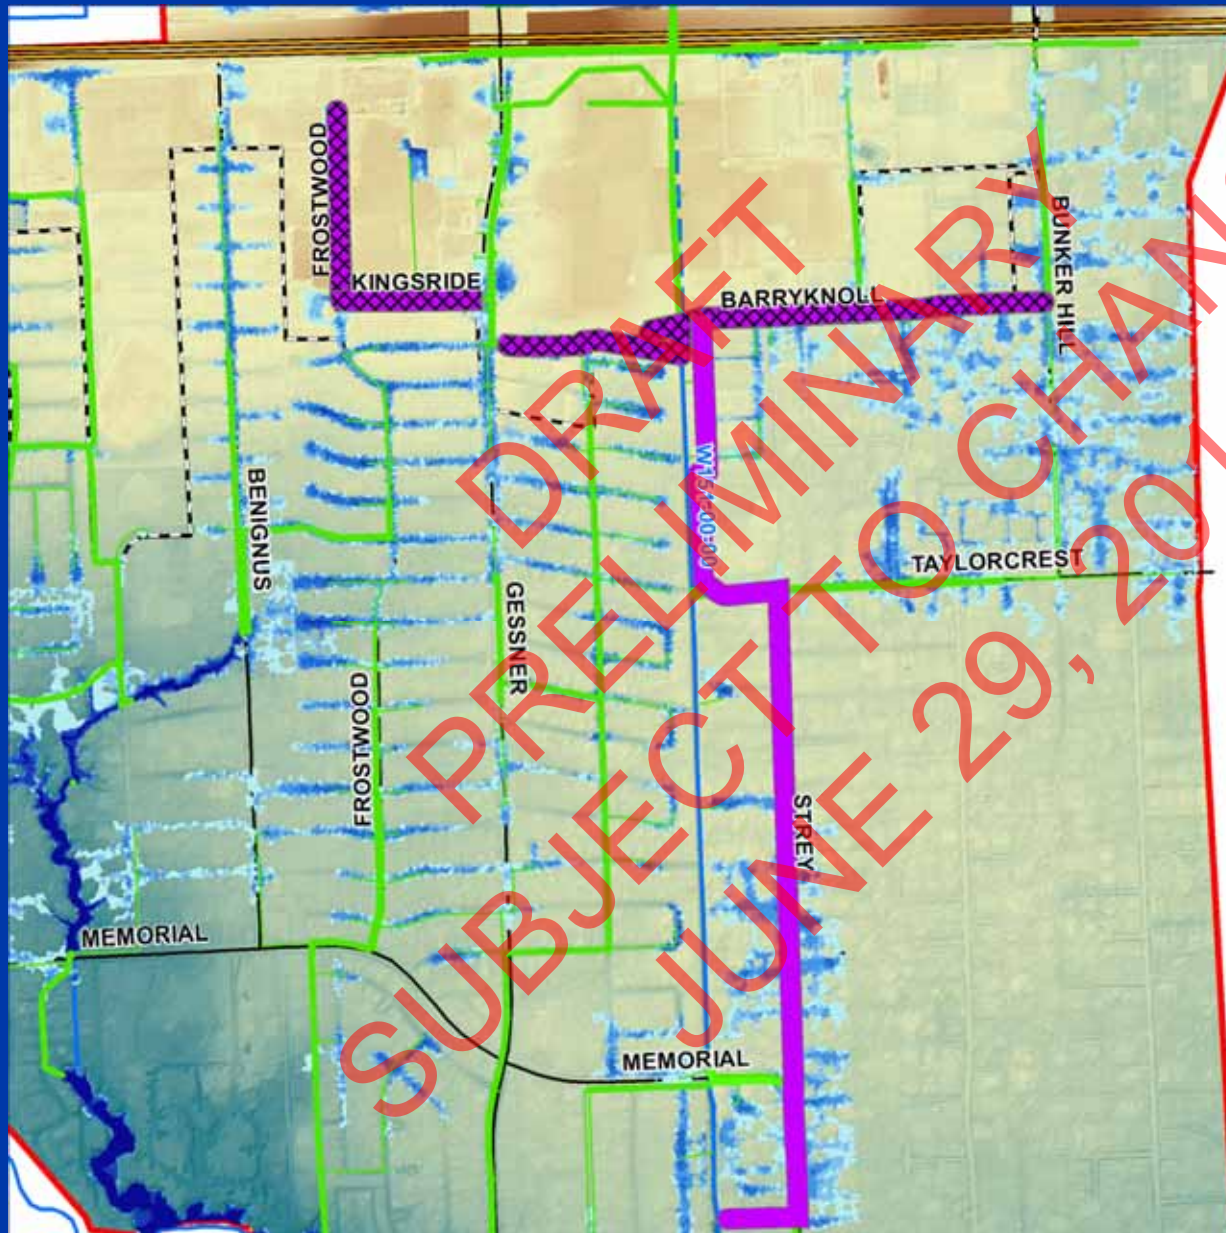 FROSTWOOD
KINGSRIDE
BARRYKNOLL
BUNKER HILL
BENIGNUS
GESSNER
TAYLORCREST
FROSTWOOD
STREY
MEMORIAL
MEMORIAL
DRAFT
PRELIMINARY
SUBJECT TO CHAN
JUNE 29, 201